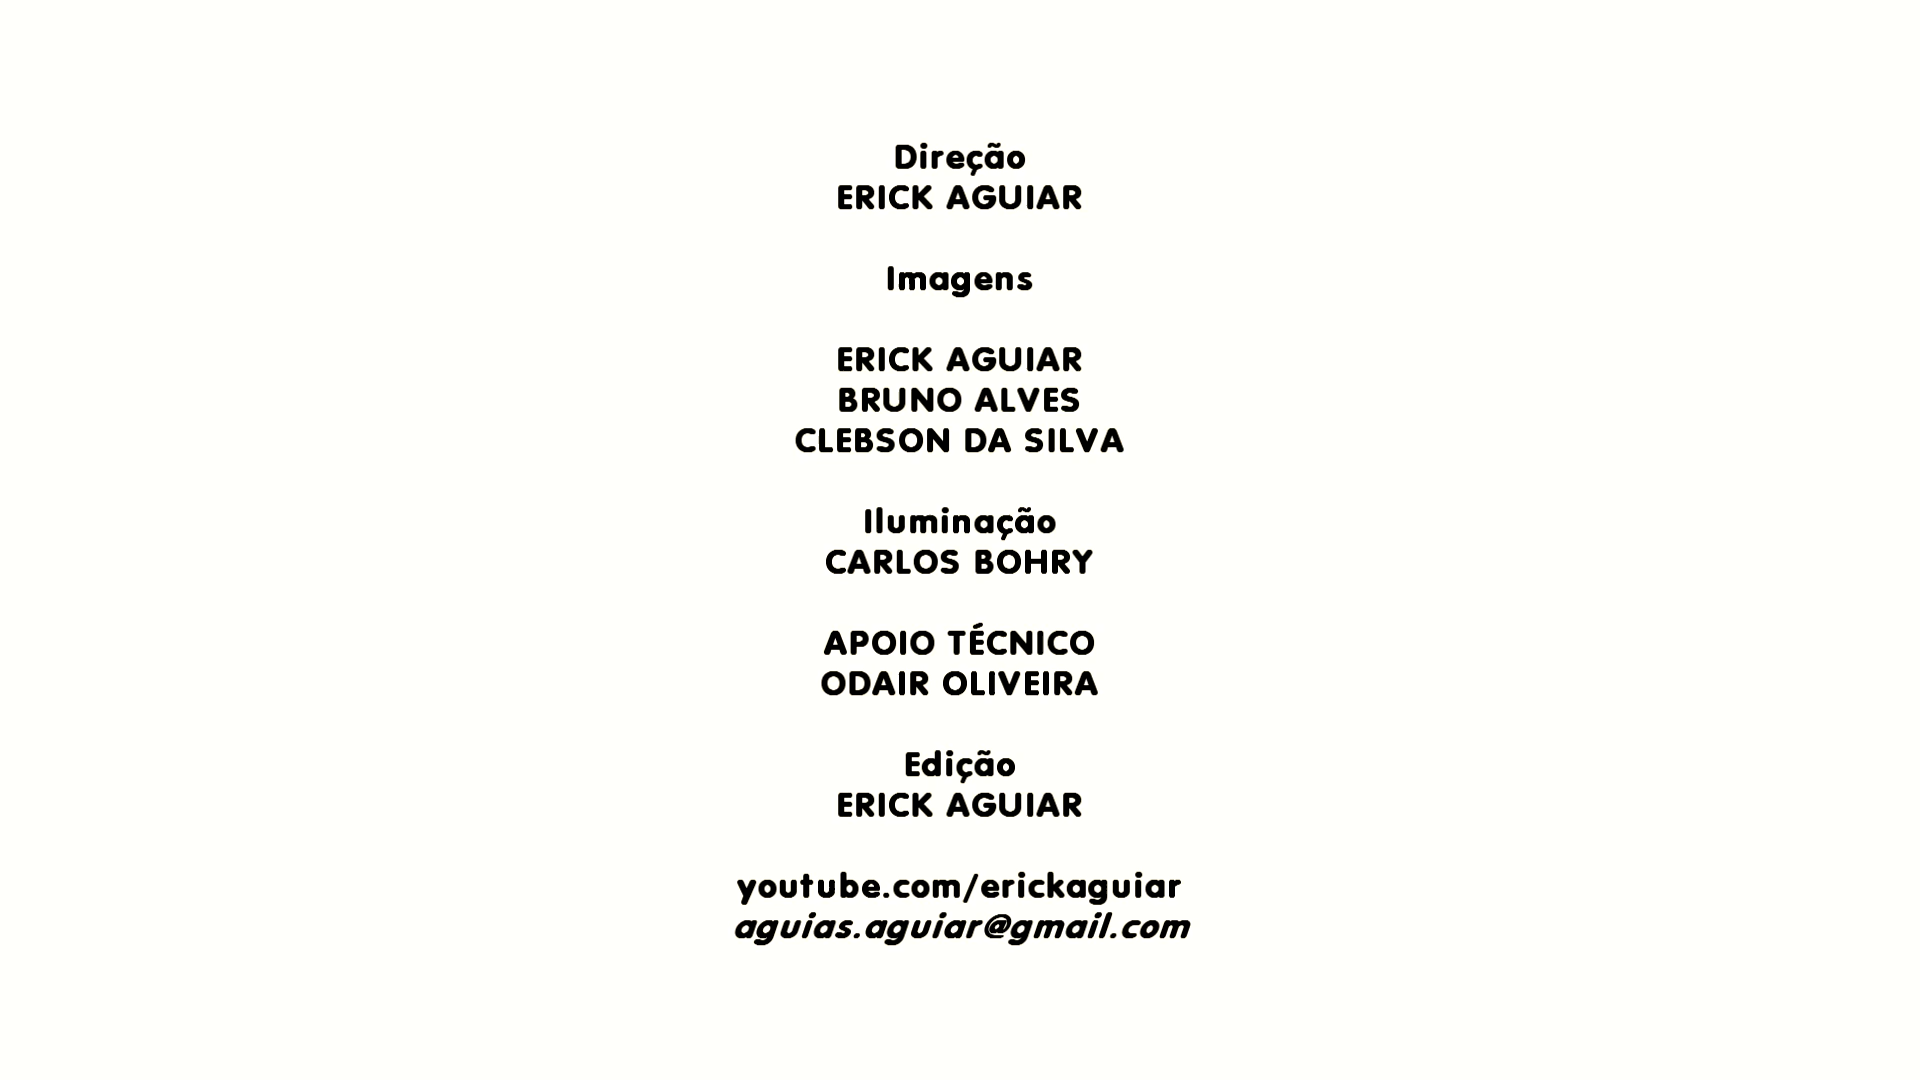 Direção
ERICK AGUIAR
Imagens
ERICK AGUIAR
BRUNO ALVES
CLEBSON DA SILVA
Iluminação
CARLOS BOHRY
APOIO TÉCNICO
ODAIR OLIVEIRA
Edição
ERICK AGUIAR
youtube.com/erickaguiar
aguias.aguiar@gmail.com